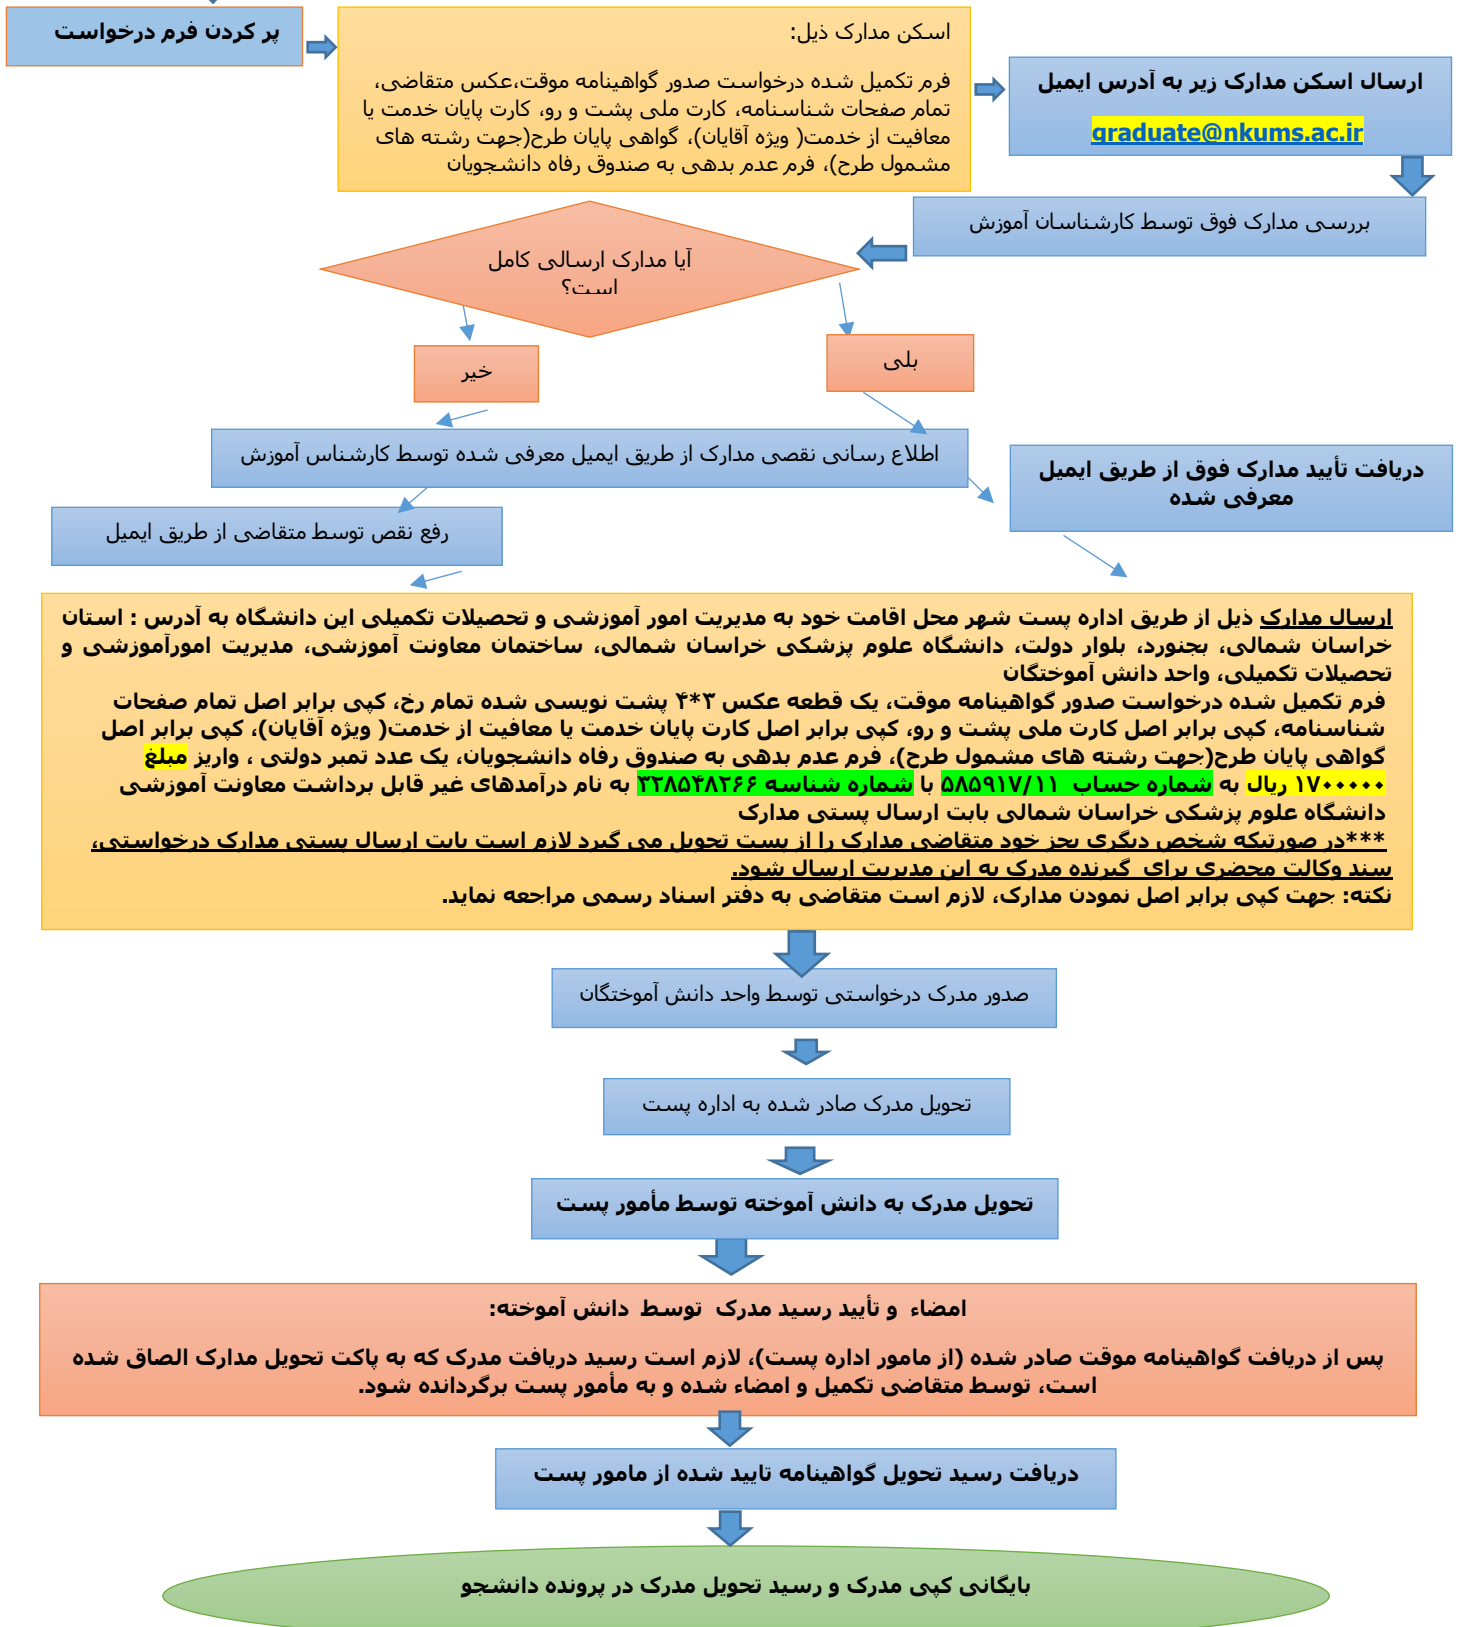 پر کردن فرم درخواست
اسکن مدارک ذیل:
فرم تکمیل شده درخواست صدور گواهینامه موقت،عکس متقاضی،
تمام صفحات شناسنامه، کارت ملی پشت و رو، کارت پایان خدمت یا
معافیت از خدمت( ویژه آقایان)، گواهی پایان طرح(جهت رشته های
مشمول طرح)، فرم عدم بدهی به صندوق رفاه دانشجویان
ارسال اسکن مدارک زیر به آدرس ایمیل
graduate@nkums.ac.ir
بررسی مدارک فوق توسط کارشناسان آموزش
آیا مدارک ارسالی کامل
است؟
بلی
خیر
اطلاع رسانی نقصی مدارک از طریق ایمیل معرفی شده توسط کارشناس آموزش
دریافت تأیید مدارک فوق از طریق ایمیل
معرفی شده
رفع نقص توسط متقاضی از طریق ایمیل
ارسال مدارک ذیل از طریق اداره پست شهر محل اقامت خود به مدیریت امور آموزشی و تحصیلات تکمیلی این دانشگاه به آدرس : استان
خراسان شمالی، بجنورد، بلوار دولت، دانشگاه علوم پزشکی خراسان شمالی، ساختمان معاونت آموزشی، مدیریت امورآموزشی و
تحصیلات تکمیلی، واحد دانش آموختگان
فرم تکمیل شده درخواست صدور گواهینامه موقت، یک قطعه عکس ۳*۴ پشت نویسی شده تمام رخ، کپی برابر اصل تمام صفحات
شناسنامه، کپی برابر اصل کارت ملی پشت و رو، کپی برابر اصل کارت پایان خدمت یا معافیت از خدمت( ویژه آقایان)، کپی برابر اصل
گواهی پایان طرح(جهت رشته های مشمول طرح)، فرم عدم بدهی به صندوق رفاه دانشجویان، یک عدد تمبر دولتی ، واریز مبلغ
۱۷۰۰۰۰۰ ریال به شماره حساب ۵۸۵۹۱۷/۱۱ با شماره شناسه ۳۳۸۵۴۸۲۶۶ به نام درآمدهای غیر قابل برداشت معاونت آموزشی
دانشگاه علوم پزشکی خراسان شمالی بابت ارسال پستی مدارک
***در صورتیکه شخص دیگری بجز خود متقاضی مدارک را از پست تحویل می گیرد لازم است بابت ارسال پستی مدارک درخواستی،
سند وکالت محضری برای گیرنده مدرک به این مدیریت ارسال شود.
نکته: جهت کپی برابر اصل نمودن مدارک، لازم است متقاضی به دفتر اسناد رسمی مراجعه نماید.
صدور مدرک درخواستی توسط واحد دانش آموختگان
تحویل مدرک صادر شده به اداره پست
تحویل مدرک به دانش آموخته توسط مأمور پست
امضاء و تأیید رسید مدرک توسط دانش آموخته:
پس از دریافت گواهینامه موقت صادر شده (از مامور اداره پست)، لازم است رسید دریافت مدرک که به پاکت تحویل مدارک الصاق شده
است، توسط متقاضی تکمیل و امضاء شده و به مأمور پست برگردانده شود.
دریافت رسید تحویل گواهینامه تایید شده از مامور پست
بایگانی کپی مدرک و رسید تحویل مدرک در پرونده دانشجو